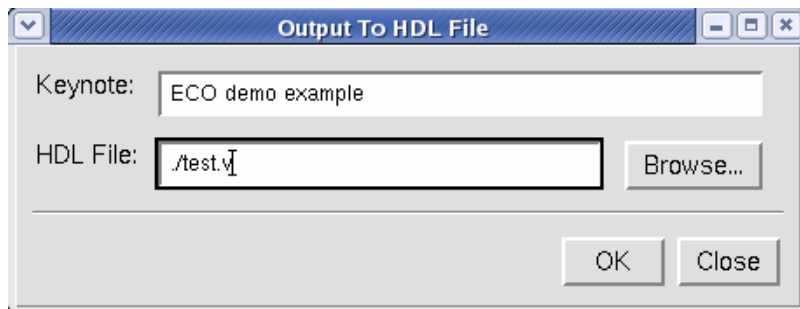 Output To HDL File
Keynote: ECO demo example
HDL File: ./test.v Browse...
OK Close